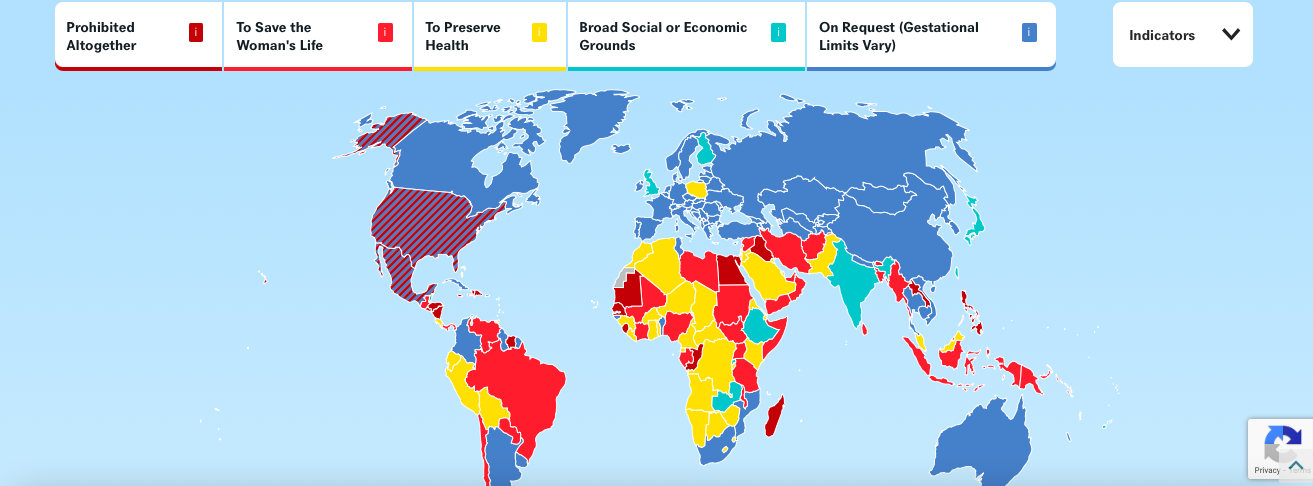 Prohibited
Altogether
i
To Save the
Woman's Life
i
To Preserve
Health
i
Broad Social or Economic
Grounds
i
On Request (Gestational
Limits Vary)
i
Indicators
Privacy - Terms